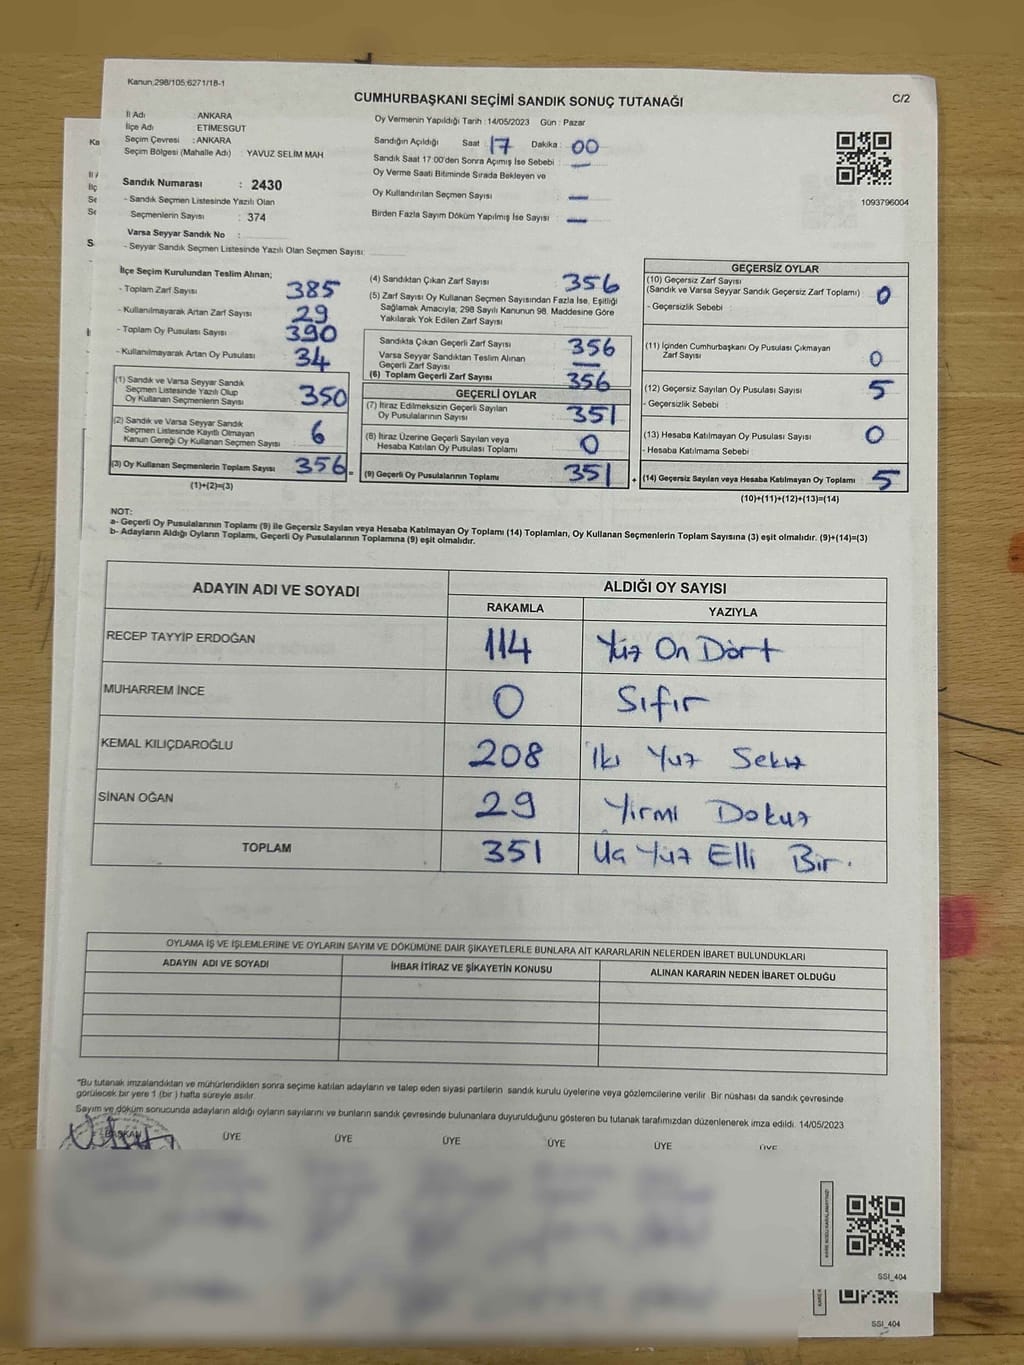 Kanun,298/105;6271/18-1
CUMHURBAŞKANI SEÇİMİ SANDIK SONUÇ TUTANAĞI
C/2
İl Adı : ANKARA
İlçe Adı ETİMESGUT
Seçim Çevresi : ANKARA
Seçim Bölgesi (Mahalle Adı) : YAVUZ SELİM MAH
Sandık Numarası : 2430
- Sandık Seçmen Listesinde Yazılı Olan
Seçmenlerin Sayısı : 374
Varsa Seyyar Sandık No :
- Seyyar Sandık Seçmen Listesinde Yazılı Olan Seçmen Sayısı
Oy Vermenin Yapıldığı Tarih : 14/05/2023 Gün : Pazar
Sandığın Açıldığı Saat 17 Dakika : 00
Sandık Saat 17:00'den Sonra Açımış İse Sebebi : —
Oy Verme Saati Bitiminde Sırada Bekleyen ve
Oy Kullandırılan Seçmen Sayısı —
Birden Fazla Sayım Döküm Yapılmış İse Sayısı : —
1093796004
İlçe Seçim Kurulundan Teslim Alınan;
- Toplam Zarf Sayısı 385
- Kullanılmayarak Artan Zarf Sayısı 29
- Toplam Oy Pusulası Sayısı 390
- Kullanılmayarak Artan Oy Pusulası 34
(1) Sandık ve Varsa Seyyar Sandık
Seçmen Listesinde Yazılı Olup
Oy Kullanan Seçmenlerin Sayısı 350
(2) Sandık ve Varsa Seyyar Sandık
Seçmen Listesinde Kayıtlı Olmayan
Kanun Gereği Oy Kullanan Seçmen Sayısı 6
(3) Oy Kullanan Seçmenlerin Toplam Sayısı 356 =
(1)+(2)=(3)
(4) Sandıktan Çıkan Zarf Sayısı 356
(5) Zarf Sayısı Oy Kullanan Seçmen Sayısından Fazla İse, Eşitliği
Sağlamak Amacıyla; 298 Sayılı Kanunun 98. Maddesine Göre
Yakılarak Yok Edilen Zarf Sayısı
Sandıkta Çıkan Geçerli Zarf Sayısı 356
Varsa Seyyar Sandıktan Teslim Alınan
Geçerli Zarf Sayısı —
(6) Toplam Geçerli Zarf Sayısı 356
GEÇERLİ OYLAR
(7) İtiraz Edilmeksizin Geçerli Sayılan
Oy Pusulalarının Sayısı 351
(8) İtiraz Üzerine Geçerli Sayılan veya
Hesaba Katılan Oy Pusulaları Toplamı 0
(9) Geçerli Oy Pusulalarının Toplamı 351 +
GEÇERSİZ OYLAR
(10) Geçersiz Zarf Sayısı
(Sandık ve Varsa Seyyar Sandık Geçersiz Zarf Toplamı) 0
- Geçersizlik Sebebi :
(11) İçinden Cumhurbaşkanı Oy Pusulası Çıkmayan
Zarf Sayısı 0
(12) Geçersiz Sayılan Oy Pusulası Sayısı 5
- Geçersizlik Sebebi :
(13) Hesaba Katılmayan Oy Pusulası Sayısı 0
- Hesaba Katılmama Sebebi :
(14) Geçersiz Sayılan veya Hesaba Katılmayan Oy Toplamı 5
(10)+(11)+(12)+(13)=(14)
NOT:
a- Geçerli Oy Pusulalarının Toplamı (9) ile Geçersiz Sayılan veya Hesaba Katılmayan Oy Toplamı (14) Toplamları, Oy Kullanan Seçmenlerin Toplam Sayısına (3) eşit olmalıdır. (9)+(14)=(3)
b- Adayların Aldığı Oyların Toplamı, Geçerli Oy Pusulalarının Toplamına (9) eşit olmalıdır.
ADAYIN ADI VE SOYADI ALDIĞI OY SAYISI
RAKAMLA YAZIYLA
RECEP TAYYİP ERDOĞAN 114 Yüz On Dört
MUHARREM İNCE 0 Sıfır
KEMAL KILIÇDAROĞLU 208 İki Yuz Sekiz
SİNAN OĞAN 29 Yirmi Dokuz
TOPLAM 351 Üç Yüz Elli Bir.
OYLAMA İŞ VE İŞLEMLERİNE VE OYLARIN SAYIM VE DÖKÜMÜNE DAİR ŞİKAYETLERLE BUNLARA AİT KARARLARIN NELERDEN İBARET BULUNDUKLARI
ADAYIN ADI VE SOYADI İHBAR İTİRAZ VE ŞİKAYETİN KONUSU ALINAN KARARIN NEDEN İBARET OLDUĞU
*Bu tutanak imzalandıktan ve mühürlendikten sonra seçime katılan adayların ve talep eden siyasi partilerin sandık kurulu üyelerine veya gözlemcilerine verilir. Bir nüshası da sandık çevresinde
görülecek bir yere 1 (bir ) hafta süreyle asılır.
Sayım ve döküm sonucunda adayların aldığı oyların sayılarını ve bunların sandık çevresinde bulunanlara duyurulduğunu gösteren bu tutanak tarafımızdan düzenlenerek imza edildi. 14/05/2023
BAŞKAN ÜYE ÜYE ÜYE ÜYE ÜYE ÜYE
SSI_404
SSI_404